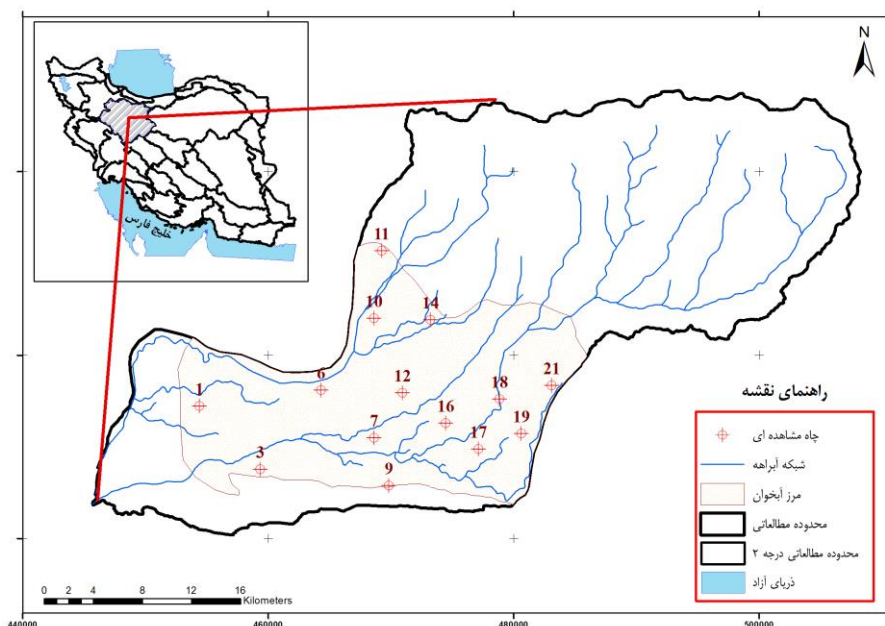 N
خلیج فارس
11
10
14
6
12
1
18
21
16
7
19
17
3
9
راهنمای نقشه
چاه مشاهده ای
شبکه آبراهه
مرز آبخوان
محدوده مطالعاتی
محدوده مطالعاتی درجه ۲
ذریای آزاد
0 2 4 8 12 16
Kilometers
440000 460000 480000 500000